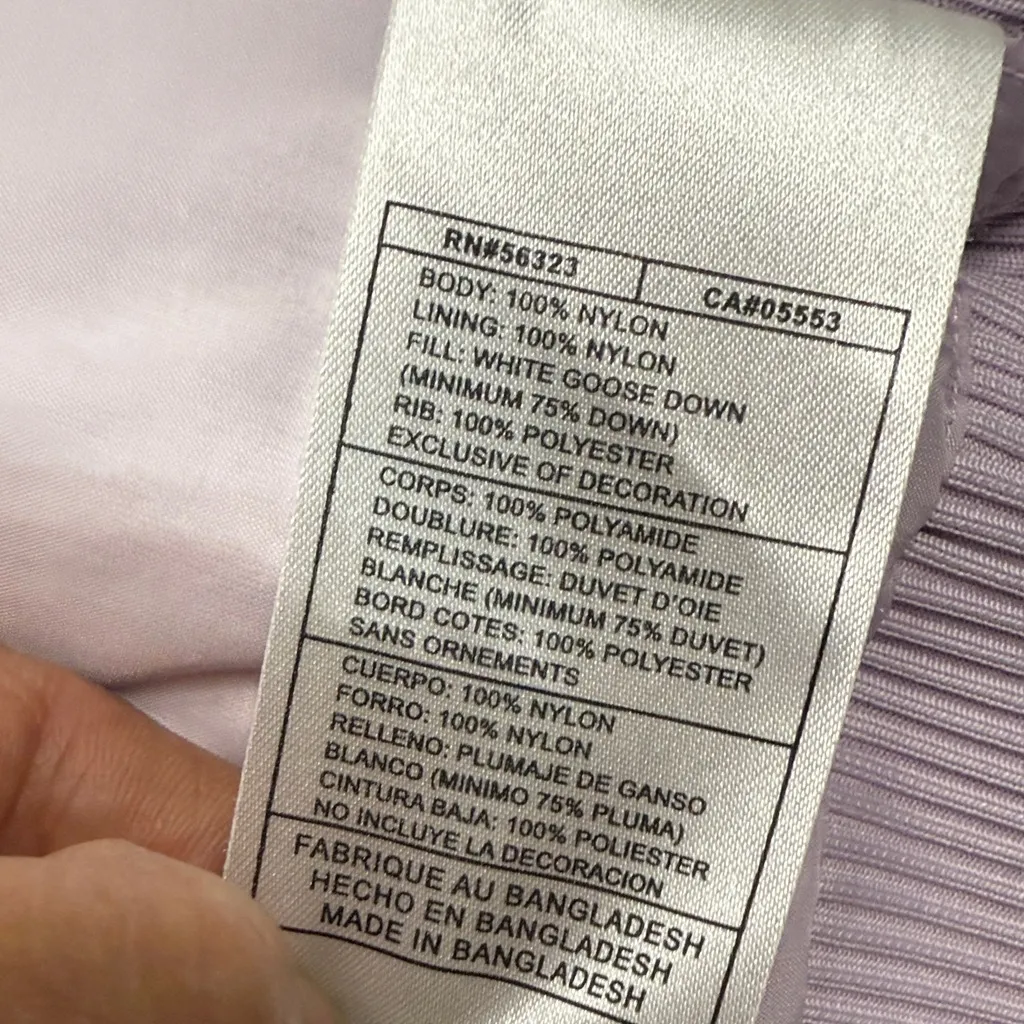 RN#56323 CA#05553
BODY: 100% NYLON
LINING: 100% NYLON
FILL: WHITE GOOSE DOWN
(MINIMUM 75% DOWN)
RIB: 100% POLYESTER
EXCLUSIVE OF DECORATION
CORPS: 100% POLYAMIDE
DOUBLURE: 100% POLYAMIDE
REMPLISSAGE: DUVET D'OIE
BLANCHE (MINIMUM 75% DUVET)
BORD COTES: 100% POLYESTER
SANS ORNEMENTS
CUERPO: 100% NYLON
FORRO: 100% NYLON
RELLENO: PLUMAJE DE GANSO
BLANCO (MINIMO 75% PLUMA)
CINTURA BAJA: 100% POLIESTER
NO INCLUYE LA DECORACION
FABRIQUE AU BANGLADESH
HECHO EN BANGLADESH
MADE IN BANGLADESH